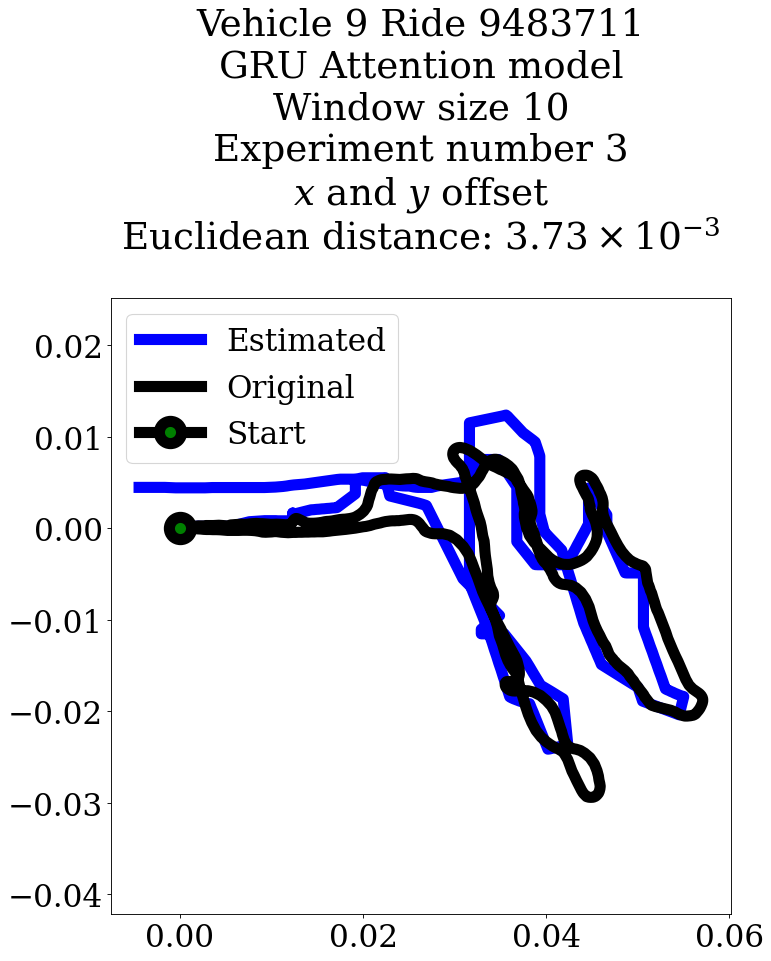 Vehicle 9 Ride 9483711
GRU Attention model
Window size 10
Experiment number 3
x and y offset
Euclidean distance: 3.73 × 10⁻³
Estimated
Original
Start
0.02
0.01
0.00
−0.01
−0.02
−0.03
−0.04
0.00 0.02 0.04 0.06